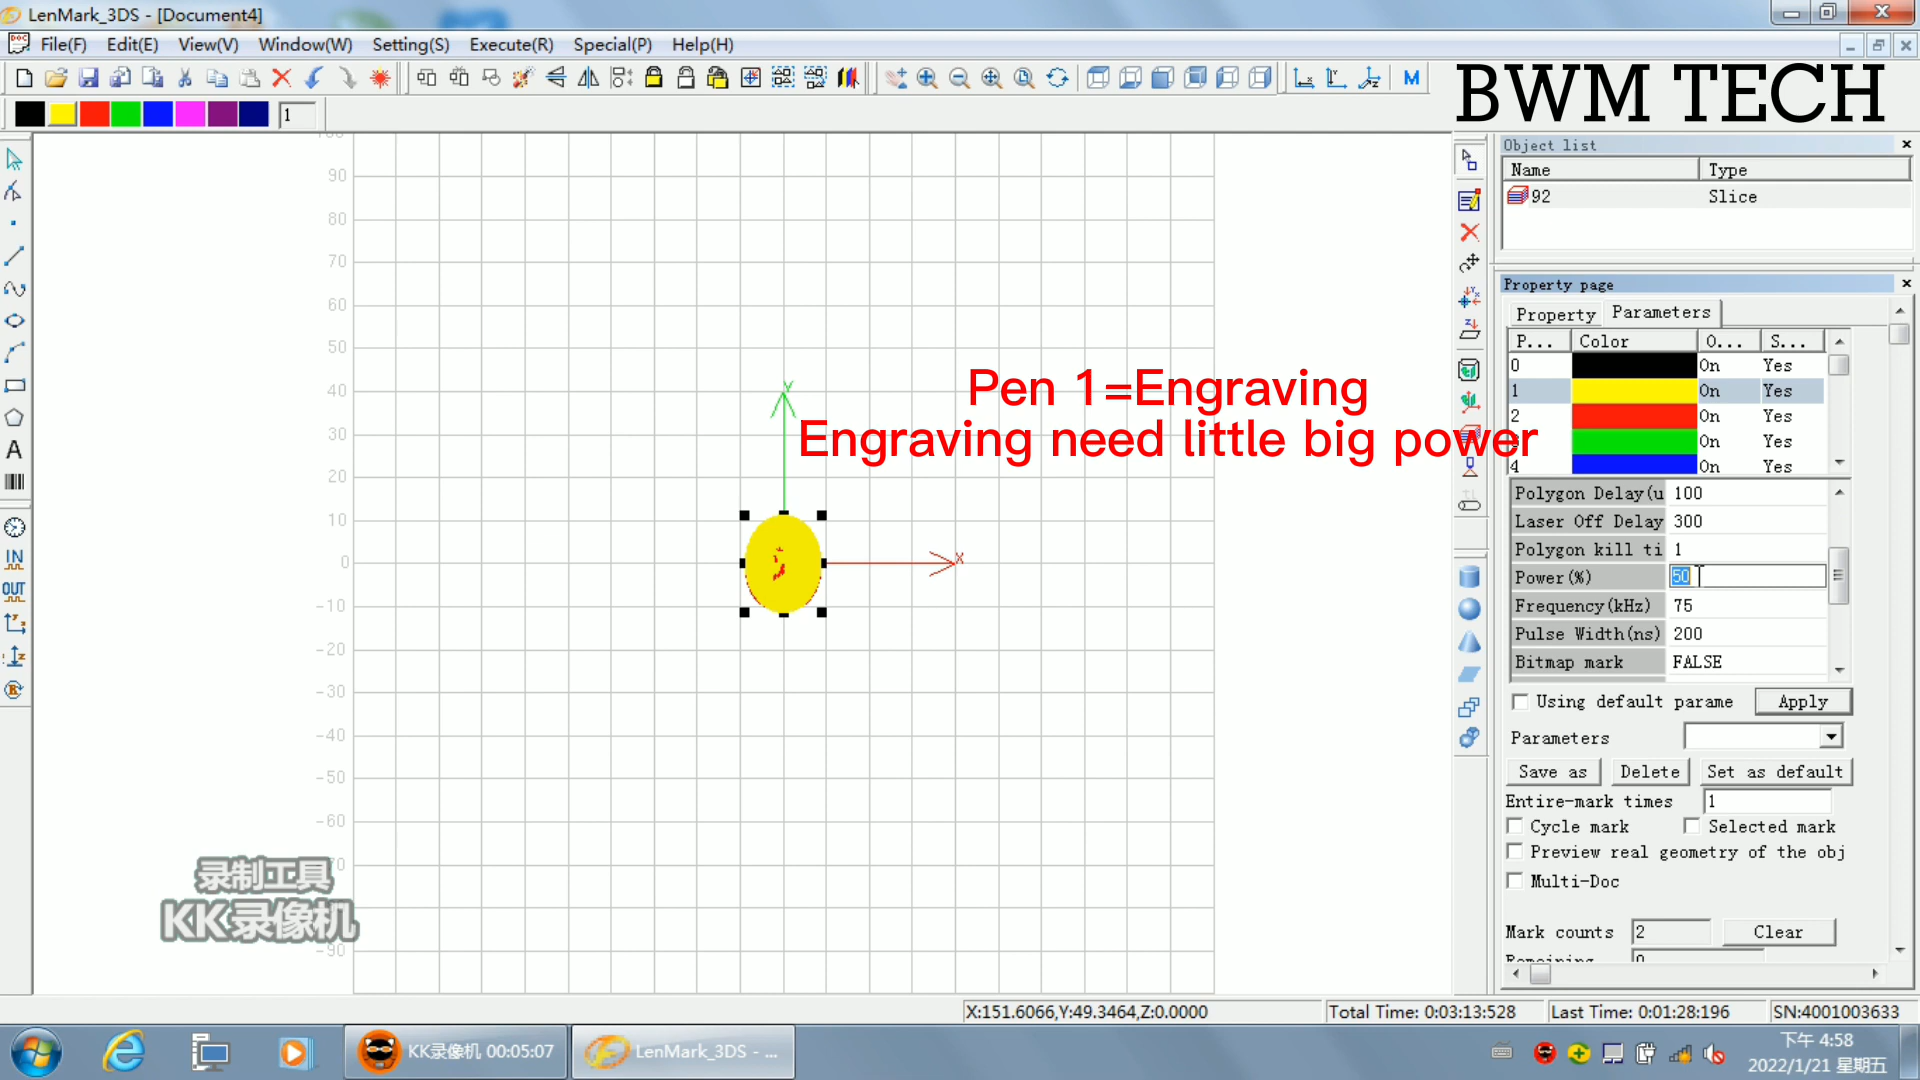 LenMark_3DS - [Document4]
File(F) Edit(E) View(V) Window(W) Setting(S) Execute(R) Special(P) Help(H)
M
BWM TECH
1
90
80
70
60
50
40
30
20
10
0
-10
-20
-30
-40
-50
-60
-90
Y
X
Pen 1=Engraving
Engraving need little big power
A
IN
OUT
录制工具
KK录像机
Object list
Name Type
92 Slice
Property page
Property Parameters
P... Color O... S...
0 On Yes
1 On Yes
2 On Yes
On Yes
4 On Yes
Polygon Delay(u 100
Laser Off Delay 300
Polygon kill ti 1
Power(%) 50
Frequency(kHz) 75
Pulse Width(ns) 200
Bitmap mark FALSE
Using default parame Apply
Parameters
Save as Delete Set as default
Entire-mark times 1
Cycle mark Selected mark
Preview real geometry of the obj
Multi-Doc
Mark counts 2 Clear
X:151.6066,Y:49.3464,Z:0.0000 Total Time: 0:03:13:528 Last Time: 0:01:28:196 SN:4001003633
KK录像机 00:05:07 LenMark_3DS - ...
下午 4:58
2022/1/21 星期五